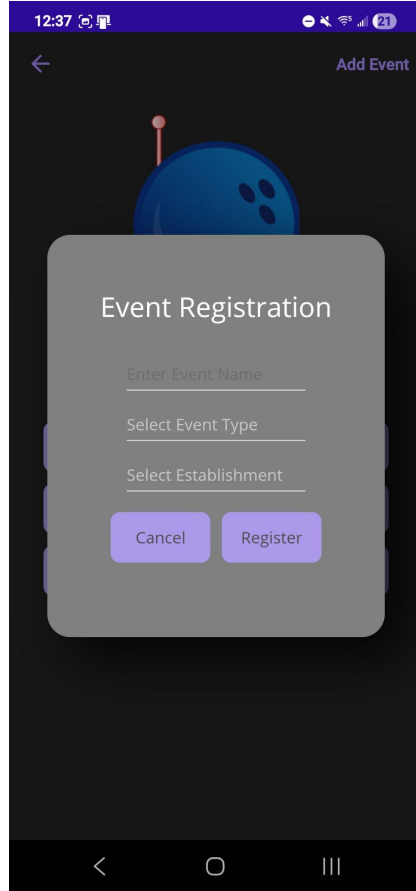 12:37 21
Add Event
Event Registration
Enter Event Name
Select Event Type
Select Establishment
Cancel Register